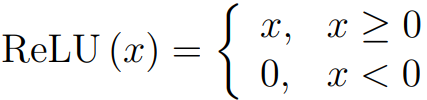 ReLU (x) = { x, x ≥ 0
0, x < 0